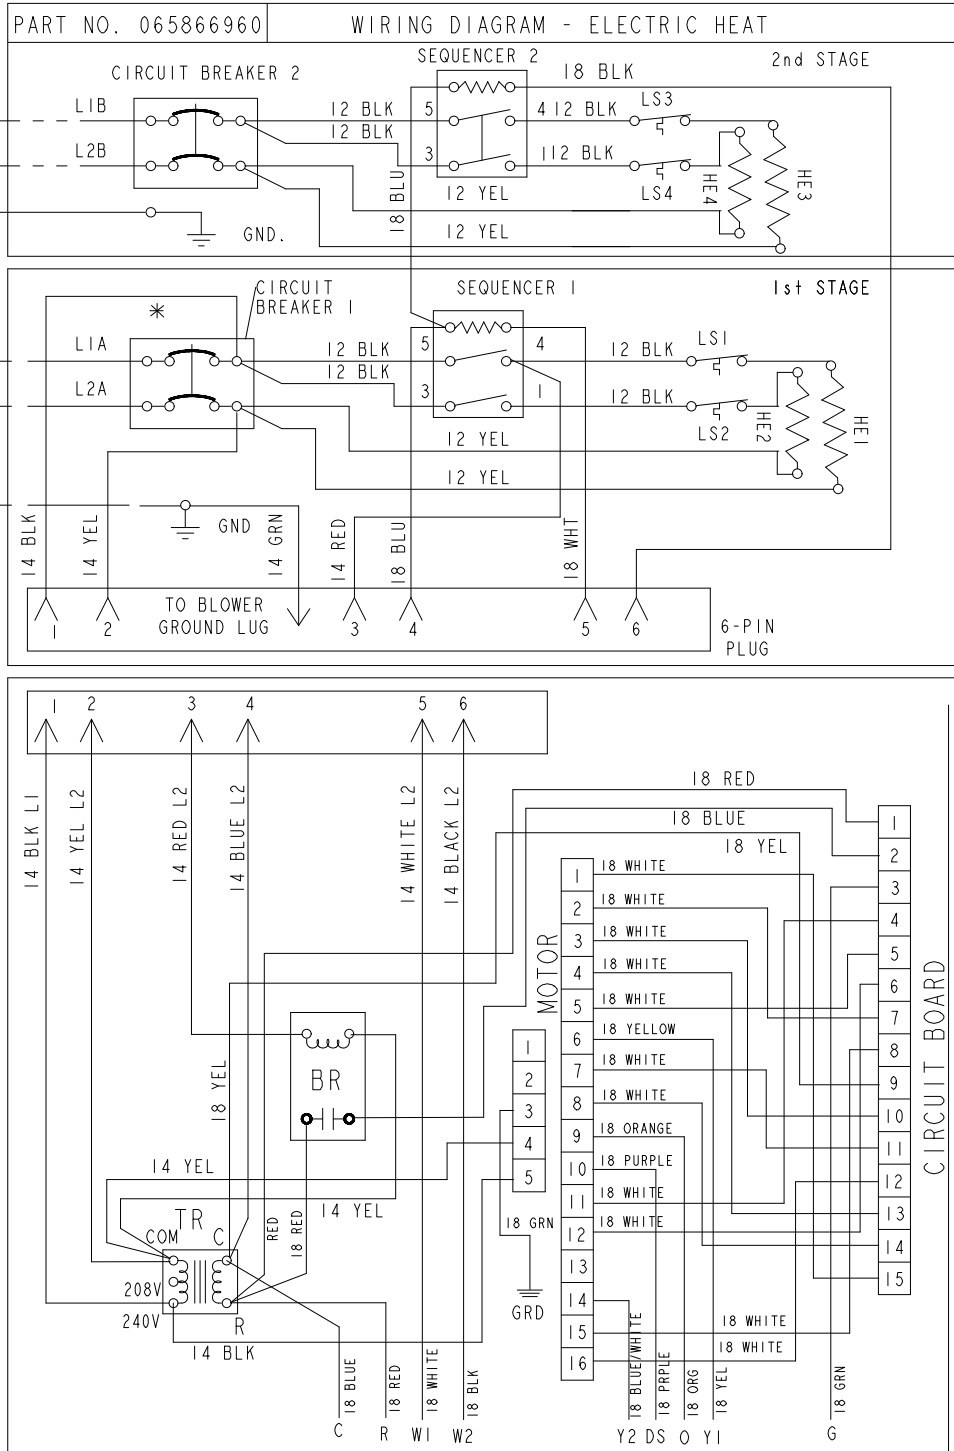 PART NO. 065866960
WIRING DIAGRAM - ELECTRIC HEAT
SEQUENCER 2
2nd STAGE
CIRCUIT BREAKER 2
18 BLK
L1B
12 BLK
5
4
12 BLK
LS3
12 BLK
L2B
3
1
12 BLK
LS4
HE4
HE3
18 BLU
12 YEL
GND.
12 YEL
CIRCUIT
BREAKER 1
SEQUENCER 1
1st STAGE
*
L1A
12 BLK
5
4
12 BLK
LS1
12 BLK
L2A
3
1
12 BLK
LS2
HE2
HE1
12 YEL
12 YEL
14 BLK
14 YEL
GND
14 GRN
14 RED
18 BLU
18 WHT
TO BLOWER
GROUND LUG
1
2
3
4
5
6
6-PIN
PLUG
1
2
3
4
5
6
14 BLK L1
14 YEL L2
14 RED L2
14 BLUE L2
14 WHITE L2
14 BLACK L2
18 RED
18 BLUE
18 YEL
MOTOR
1
2
3
4
5
6
7
8
9
10
11
12
13
14
15
16
18 WHITE
18 WHITE
18 WHITE
18 WHITE
18 WHITE
18 YELLOW
18 WHITE
18 WHITE
18 ORANGE
18 PURPLE
18 WHITE
18 WHITE
18 WHITE
18 WHITE
1
2
3
4
5
6
7
8
9
10
11
12
13
14
15
CIRCUIT BOARD
1
2
3
4
5
BR
18 YEL
14 YEL
14 YEL
RED
18 RED
18 GRN
GRD
TR
COM
C
208V
240V
R
14 BLK
18 BLUE
18 RED
18 WHITE
18 BLK
18 BLUE/WHITE
18 PRPLE
18 ORG
18 YEL
18 GRN
C
R
W1
W2
Y2
DS
O
Y1
G